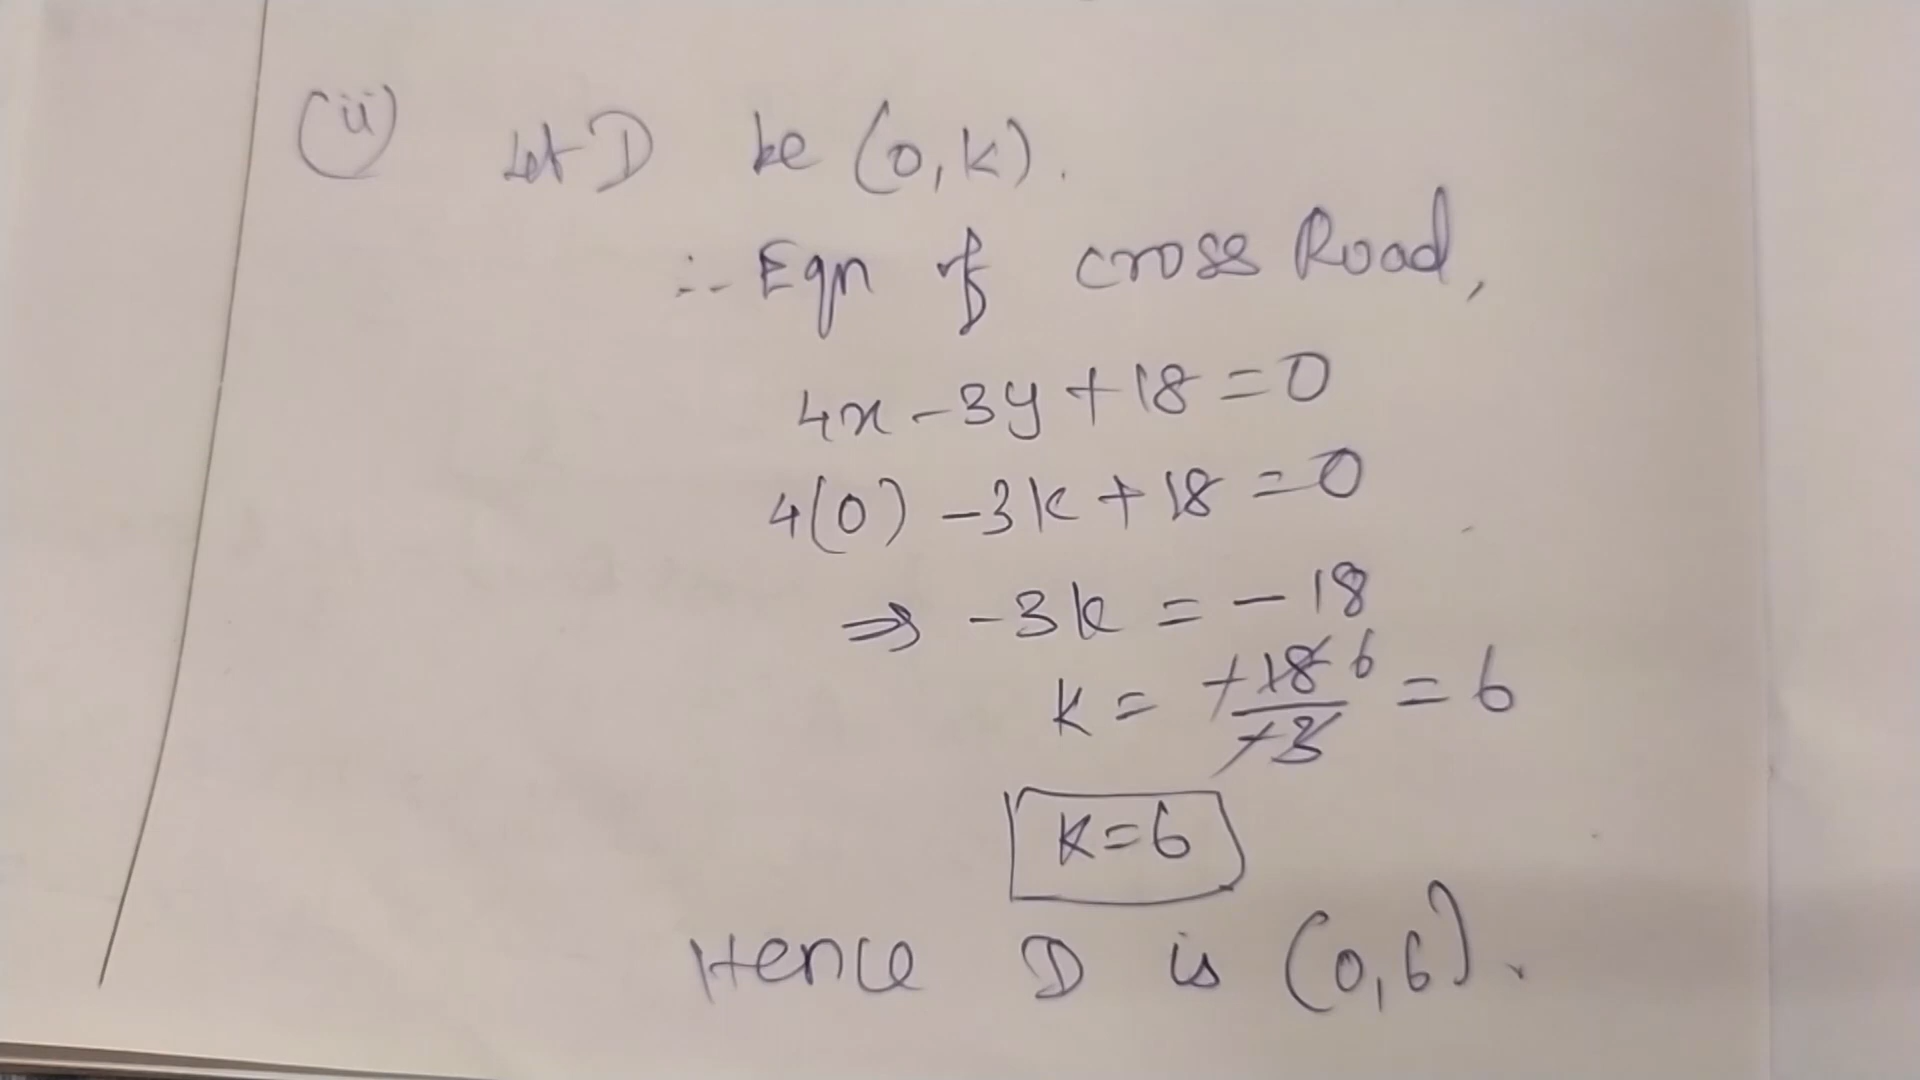 (ii) Let D be (0,k).
∴ Eqn of cross Road,
4x-3y+18=0
4(0)-3k+18=0
⇒ -3k = -18
k = -18/-3 6 = 6
k=6
Hence D is (0,6).